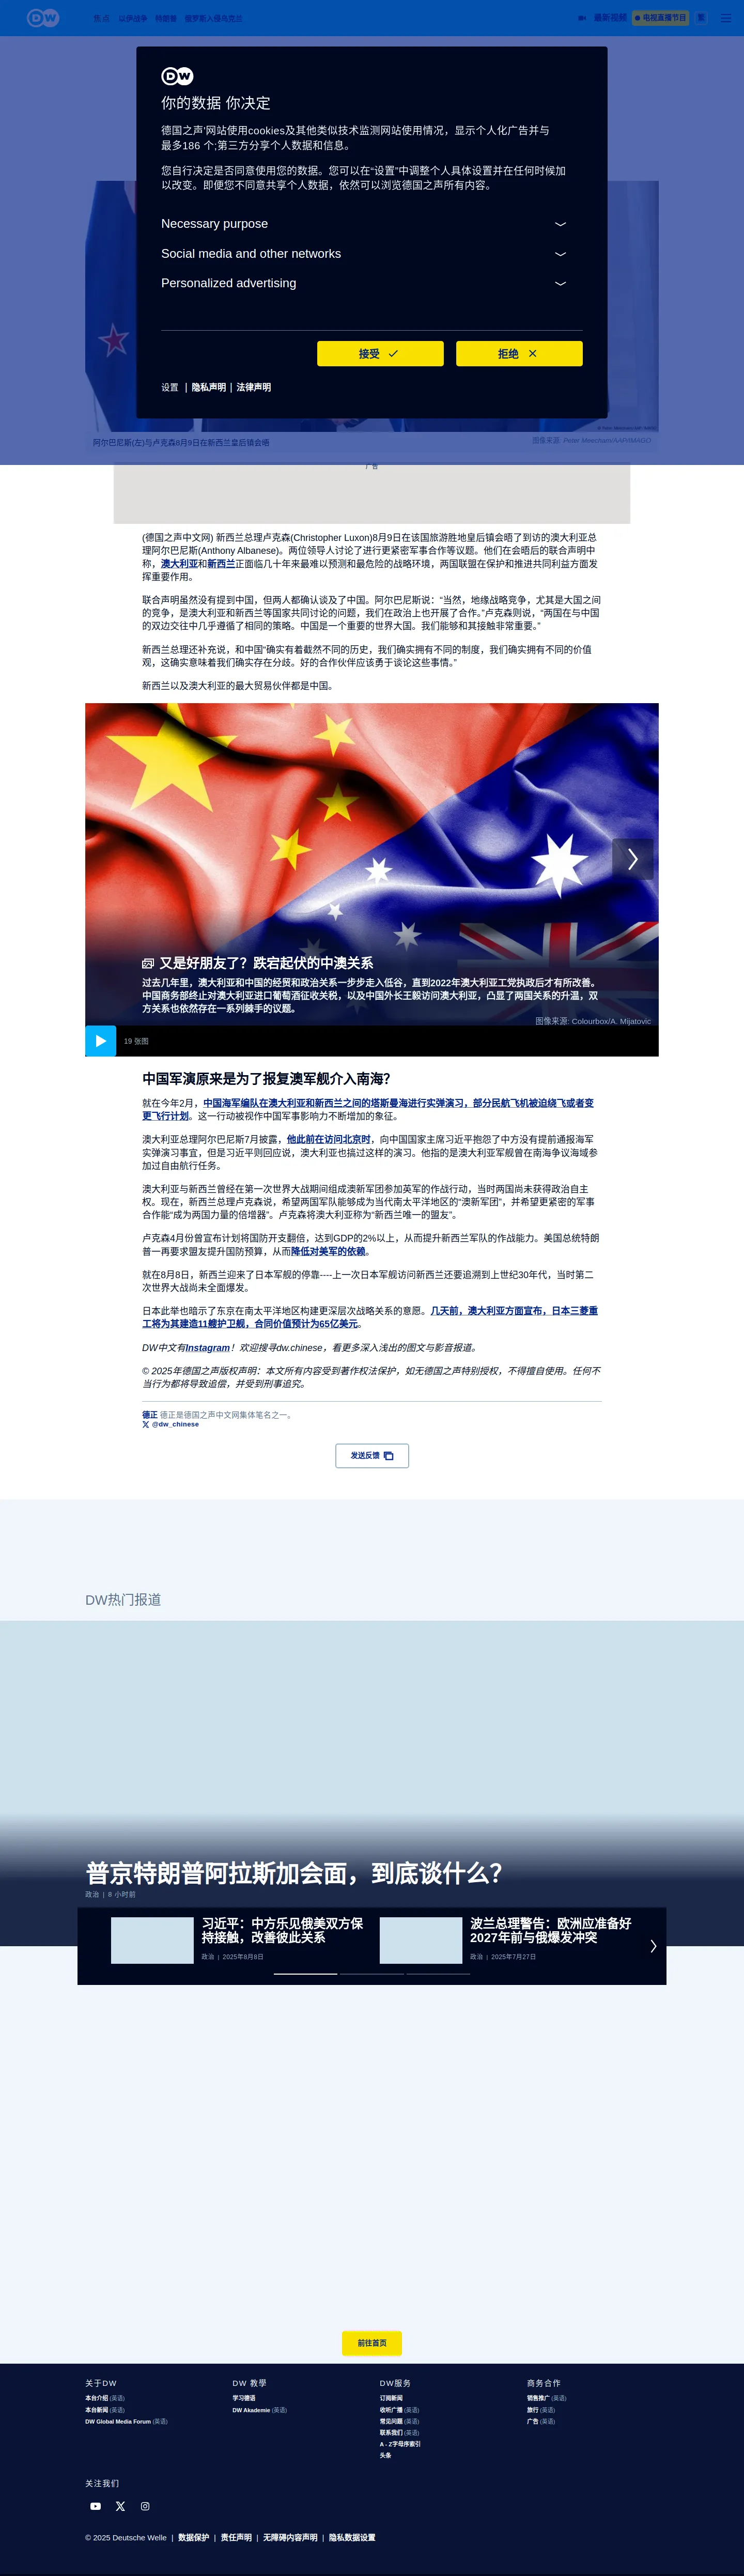 DW
以伊战争
特朗普
俄罗斯入侵乌克兰
最新视频
电视直播节目
繁
DW
你的数据 你决定
德国之声'网站使用cookies及其他类似技术监测网站使用情况，显示个人化广告并与
最多186 个;第三方分享个人数据和信息。
您自行决定是否同意使用您的数据。您可以在“设置”中调整个人具体设置并在任何时候加
以改变。即便您不同意共享个人数据，依然可以浏览德国之声所有内容。
Necessary purpose
Social media and other networks
Personalized advertising
接受
拒绝
设置 | 隐私声明 | 法律声明
阿尔巴尼斯(左)与卢克森8月9日在新西兰皇后镇会晤
图像来源: Peter Meecham/AAP/IMAGO
广告
(德国之声中文网) 新西兰总理卢克森(Christopher Luxon)8月9日在该国旅游胜地皇后镇会晤了到访的澳大利亚总
理阿尔巴尼斯(Anthony Albanese)。两位领导人讨论了进行更紧密军事合作等议题。他们在会晤后的联合声明中
称，澳大利亚和新西兰正面临几十年来最难以预测和最危险的战略环境，两国联盟在保护和推进共同利益方面发
挥重要作用。
联合声明虽然没有提到中国，但两人都确认谈及了中国。阿尔巴尼斯说：“当然，地缘战略竞争，尤其是大国之间
的竞争，是澳大利亚和新西兰等国家共同讨论的问题，我们在政治上也开展了合作。”卢克森则说，“两国在与中国
的双边交往中几乎遵循了相同的策略。中国是一个重要的世界大国。我们能够和其接触非常重要。”
新西兰总理还补充说，和中国“确实有着截然不同的历史，我们确实拥有不同的制度，我们确实拥有不同的价值
观，这确实意味着我们确实存在分歧。好的合作伙伴应该勇于谈论这些事情。”
新西兰以及澳大利亚的最大贸易伙伴都是中国。
又是好朋友了？跌宕起伏的中澳关系
过去几年里，澳大利亚和中国的经贸和政治关系一步步走入低谷，直到2022年澳大利亚工党执政后才有所改善。
中国商务部终止对澳大利亚进口葡萄酒征收关税，以及中国外长王毅访问澳大利亚，凸显了两国关系的升温，双
方关系也依然存在一系列棘手的议题。
图像来源: Colourbox/A. Mijatovic
19 张图
中国军演原来是为了报复澳军舰介入南海？
就在今年2月，中国海军编队在澳大利亚和新西兰之间的塔斯曼海进行实弹演习，部分民航飞机被迫绕飞或者变
更飞行计划。这一行动被视作中国军事影响力不断增加的象征。
澳大利亚总理阿尔巴尼斯7月披露，他此前在访问北京时，向中国国家主席习近平抱怨了中方没有提前通报海军
实弹演习事宜，但是习近平则回应说，澳大利亚也搞过这样的演习。他指的是澳大利亚军舰曾在南海争议海域参
加过自由航行任务。
澳大利亚与新西兰曾经在第一次世界大战期间组成澳新军团参加英军的作战行动，当时两国尚未获得政治自主
权。现在，新西兰总理卢克森说，希望两国军队能够成为当代南太平洋地区的“澳新军团”，并希望更紧密的军事
合作能“成为两国力量的倍增器”。卢克森将澳大利亚称为“新西兰唯一的盟友”。
卢克森4月份曾宣布计划将国防开支翻倍，达到GDP的2%以上，从而提升新西兰军队的作战能力。美国总统特朗
普一再要求盟友提升国防预算，从而降低对美军的依赖。
就在8月8日，新西兰迎来了日本军舰的停靠----上一次日本军舰访问新西兰还要追溯到上世纪30年代，当时第二
次世界大战尚未全面爆发。
日本此举也暗示了东京在南太平洋地区构建更深层次战略关系的意愿。几天前，澳大利亚方面宣布，日本三菱重
工将为其建造11艘护卫舰，合同价值预计为65亿美元。
DW中文有Instagram！欢迎搜寻dw.chinese，看更多深入浅出的图文与影音报道。
© 2025年德国之声版权声明：本文所有内容受到著作权法保护，如无德国之声特别授权，不得擅自使用。任何不
当行为都将导致追偿，并受到刑事追究。
德正 德正是德国之声中文网集体笔名之一。
@dw_chinese
发送反馈
DW热门报道
普京特朗普阿拉斯加会面，到底谈什么？
政治 | 8 小时前
习近平：中方乐见俄美双方保
持接触，改善彼此关系
政治 | 2025年8月8日
波兰总理警告：欧洲应准备好
2027年前与俄爆发冲突
政治 | 2025年7月27日
前往首页
关于DW
本台介绍 (英语)
本台新闻 (英语)
DW Global Media Forum (英语)
DW 教學
学习德语
DW Akademie (英语)
DW服务
订阅新闻
收听广播 (英语)
常见问题 (英语)
联系我们 (英语)
A - Z字母序索引
头条
商务合作
销售推广 (英语)
旅行 (英语)
广告 (英语)
关注我们
© 2025 Deutsche Welle | 数据保护 | 责任声明 | 无障碍内容声明 | 隐私数据设置